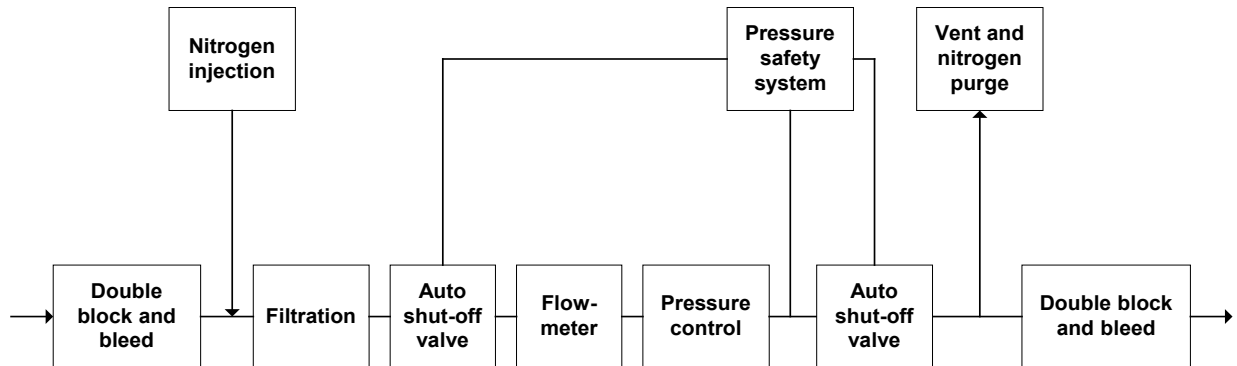 Nitrogen
injection
Pressure
safety
system
Vent and
nitrogen
purge
Double
block and
bleed
Filtration
Auto
shut-off
valve
Flow-
meter
Pressure
control
Auto
shut-off
valve
Double block
and bleed